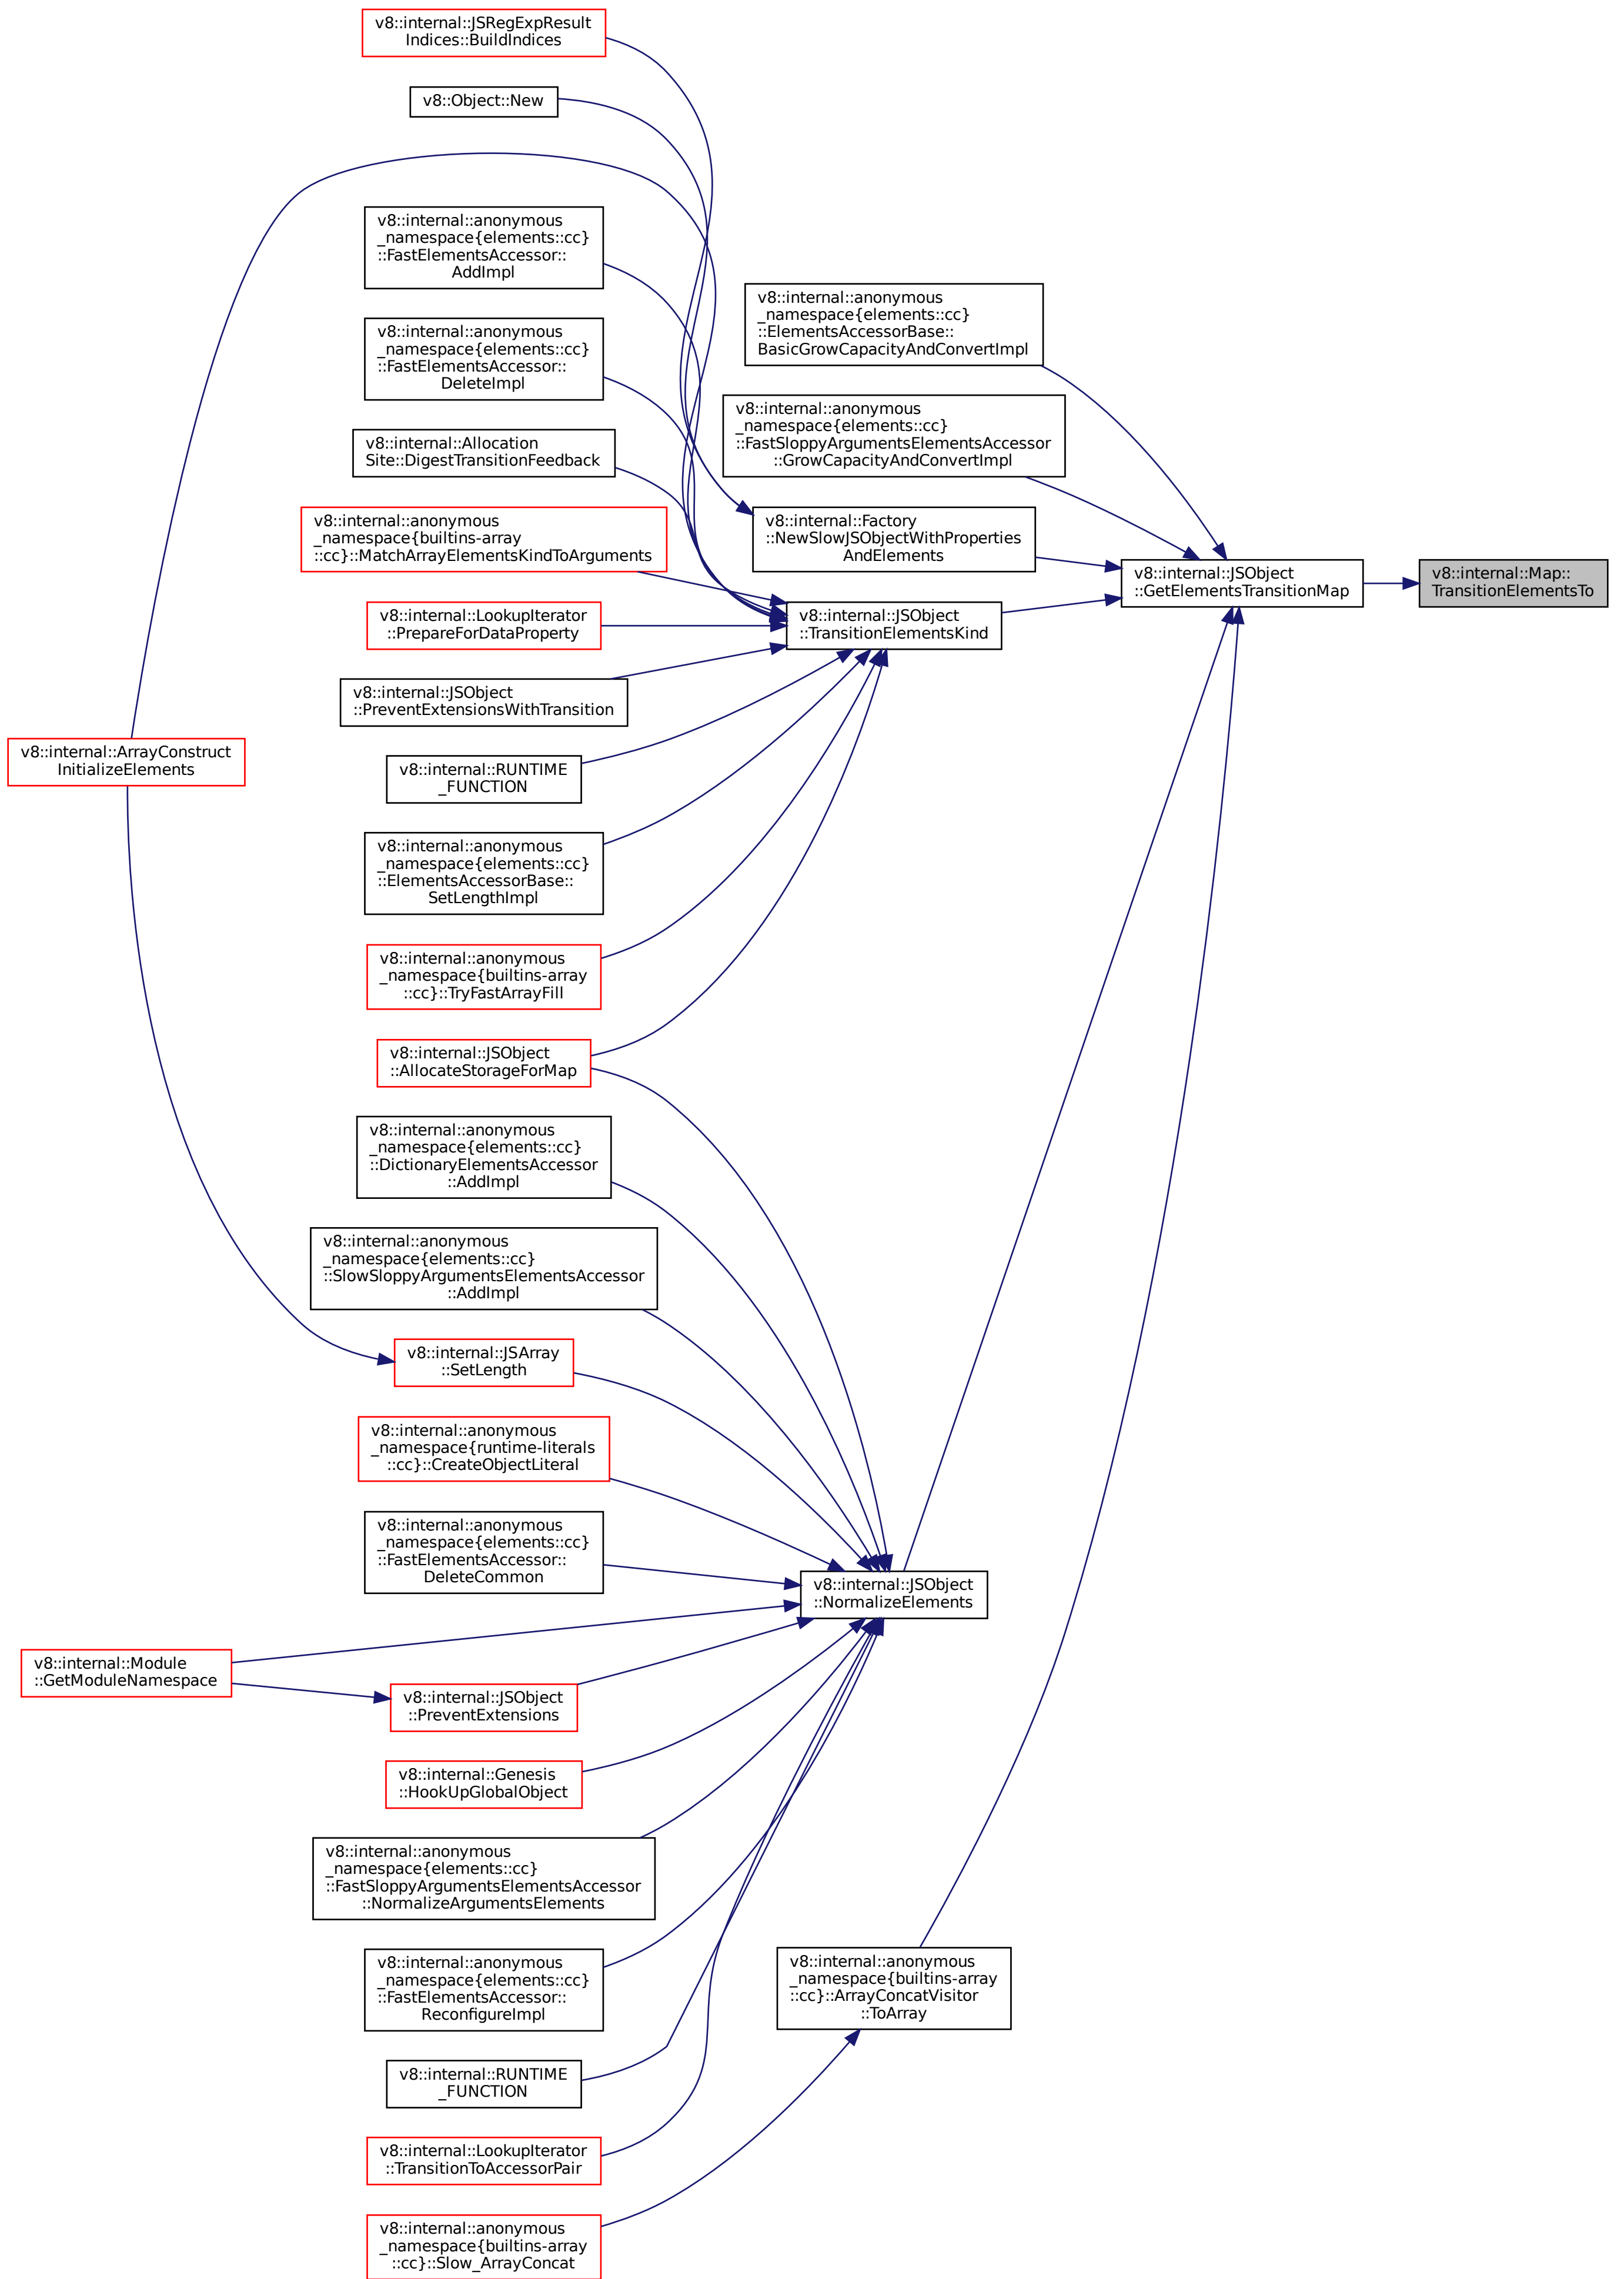 v8::internal::JSRegExpResult
Indices::BuildIndices
v8::Object::New
v8::internal::anonymous
_namespace{elements::cc}
::FastElementsAccessor::
AddImpl
v8::internal::anonymous
_namespace{elements::cc}
::ElementsAccessorBase::
BasicGrowCapacityAndConvertImpl
v8::internal::anonymous
_namespace{elements::cc}
::FastElementsAccessor::
DeleteImpl
v8::internal::anonymous
_namespace{elements::cc}
::FastSloppyArgumentsElementsAccessor
::GrowCapacityAndConvertImpl
v8::internal::Allocation
Site::DigestTransitionFeedback
v8::internal::anonymous
_namespace{builtins-array
::cc}::MatchArrayElementsKindToArguments
v8::internal::Factory
::NewSlowJSObjectWithProperties
AndElements
v8::internal::JSObject
::GetElementsTransitionMap
v8::internal::Map::
TransitionElementsTo
v8::internal::LookupIterator
::PrepareForDataProperty
v8::internal::JSObject
::TransitionElementsKind
v8::internal::JSObject
::PreventExtensionsWithTransition
v8::internal::ArrayConstruct
InitializeElements
v8::internal::RUNTIME
_FUNCTION
v8::internal::anonymous
_namespace{elements::cc}
::ElementsAccessorBase::
SetLengthImpl
v8::internal::anonymous
_namespace{builtins-array
::cc}::TryFastArrayFill
v8::internal::JSObject
::AllocateStorageForMap
v8::internal::anonymous
_namespace{elements::cc}
::DictionaryElementsAccessor
::AddImpl
v8::internal::anonymous
_namespace{elements::cc}
::SlowSloppyArgumentsElementsAccessor
::AddImpl
v8::internal::JSArray
::SetLength
v8::internal::anonymous
_namespace{runtime-literals
::cc}::CreateObjectLiteral
v8::internal::anonymous
_namespace{elements::cc}
::FastElementsAccessor::
DeleteCommon
v8::internal::JSObject
::NormalizeElements
v8::internal::Module
::GetModuleNamespace
v8::internal::JSObject
::PreventExtensions
v8::internal::Genesis
::HookUpGlobalObject
v8::internal::anonymous
_namespace{elements::cc}
::FastSloppyArgumentsElementsAccessor
::NormalizeArgumentsElements
v8::internal::anonymous
_namespace{elements::cc}
::FastElementsAccessor::
ReconfigureImpl
v8::internal::anonymous
_namespace{builtins-array
::cc}::ArrayConcatVisitor
::ToArray
v8::internal::RUNTIME
_FUNCTION
v8::internal::LookupIterator
::TransitionToAccessorPair
v8::internal::anonymous
_namespace{builtins-array
::cc}::Slow_ArrayConcat